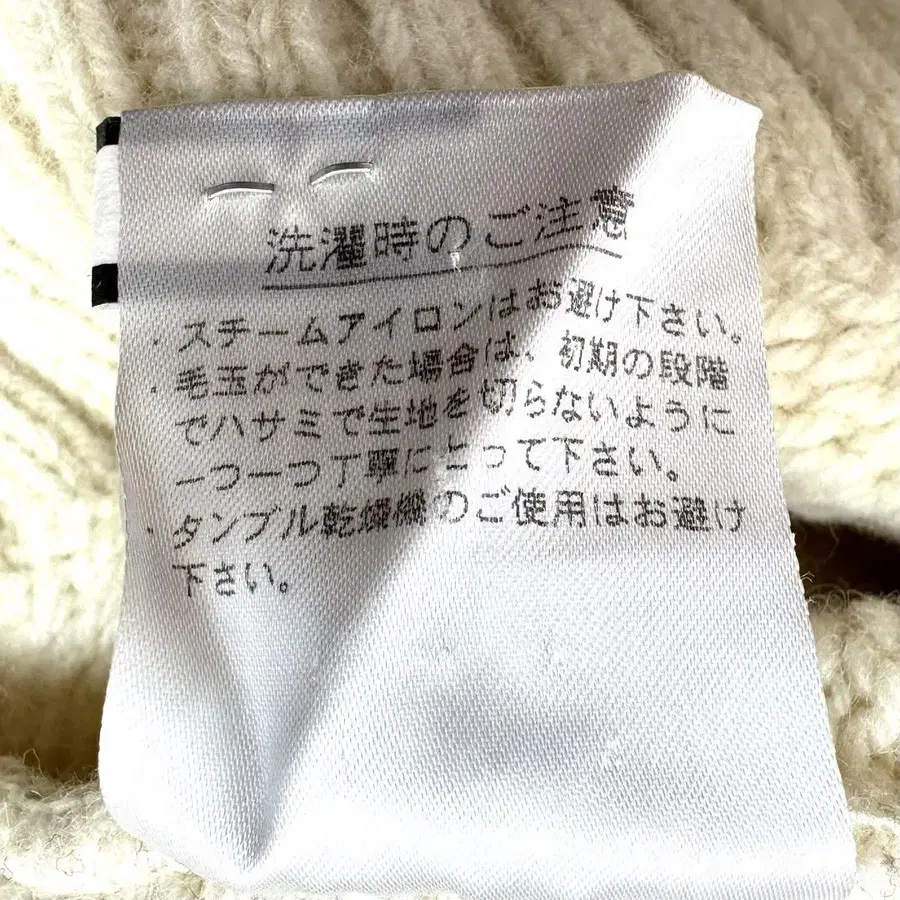 洗濯時のご注意
・スチームアイロンはお避け下さい。
・毛玉ができた場合は、初期の段階
でハサミで生地を切らないように
一つ一つ丁寧にとって下さい。
・タンブル乾燥機のご使用はお避け
下さい。